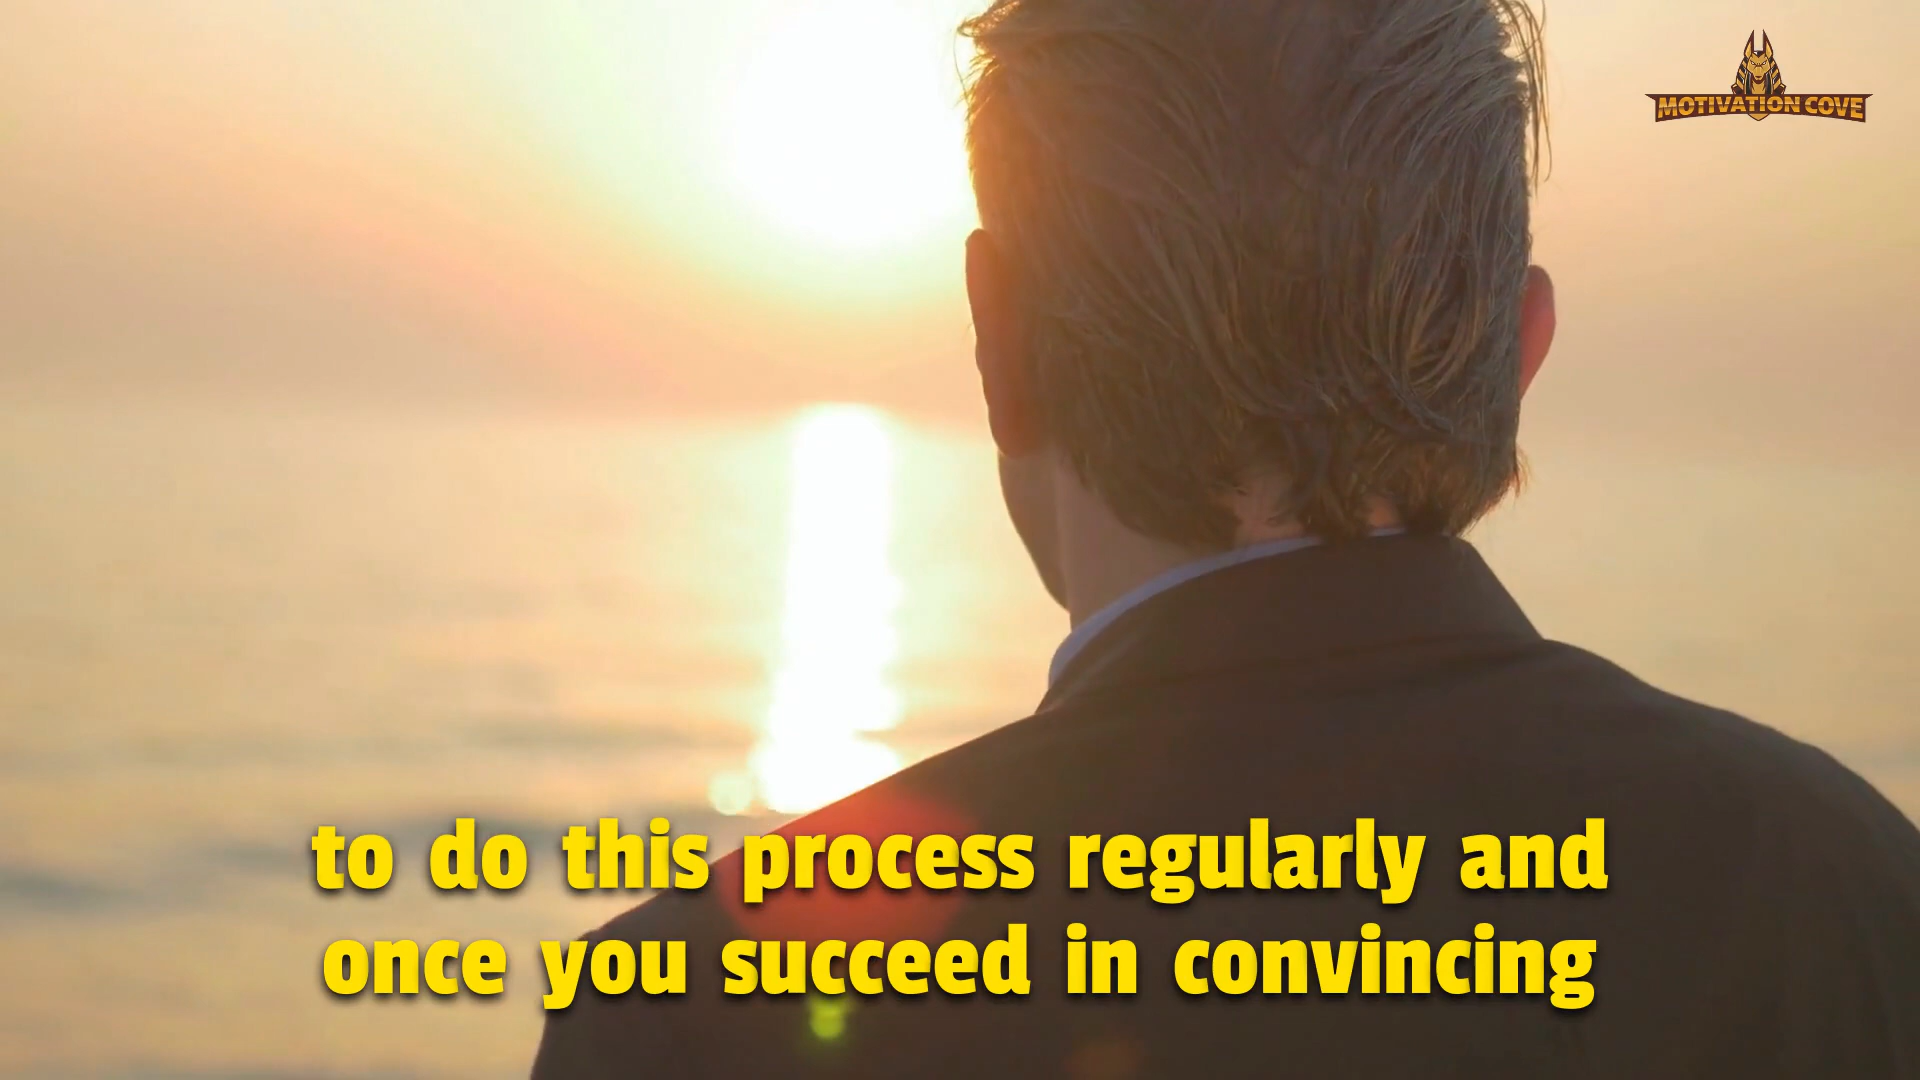 MOTIVATION COVE
to do this process regularly and
once you succeed in convincing